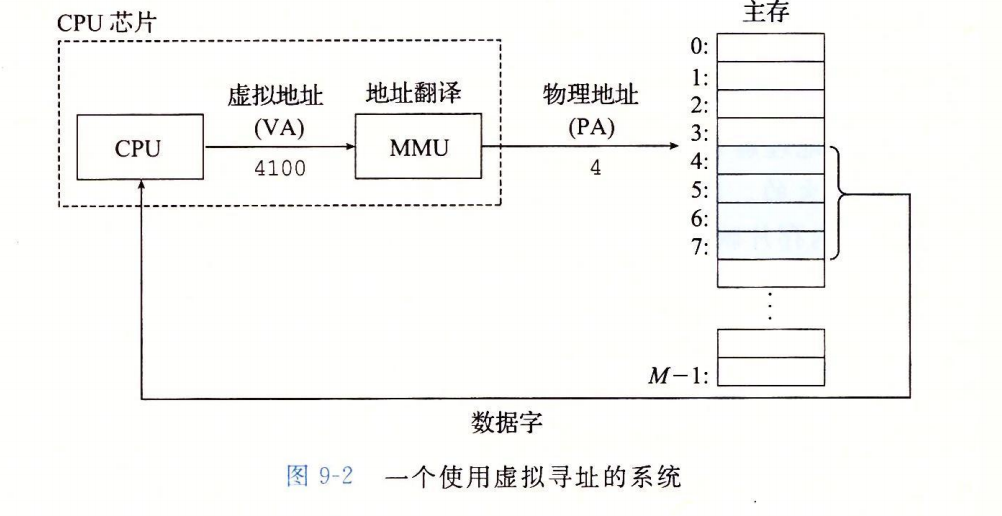 CPU 芯片
主存
虚拟地址
(VA)
地址翻译
物理地址
(PA)
CPU
4100
MMU
4
0:
1:
2:
3:
4:
5:
6:
7:
M−1:
数据字
图 9-2 一个使用虚拟寻址的系统